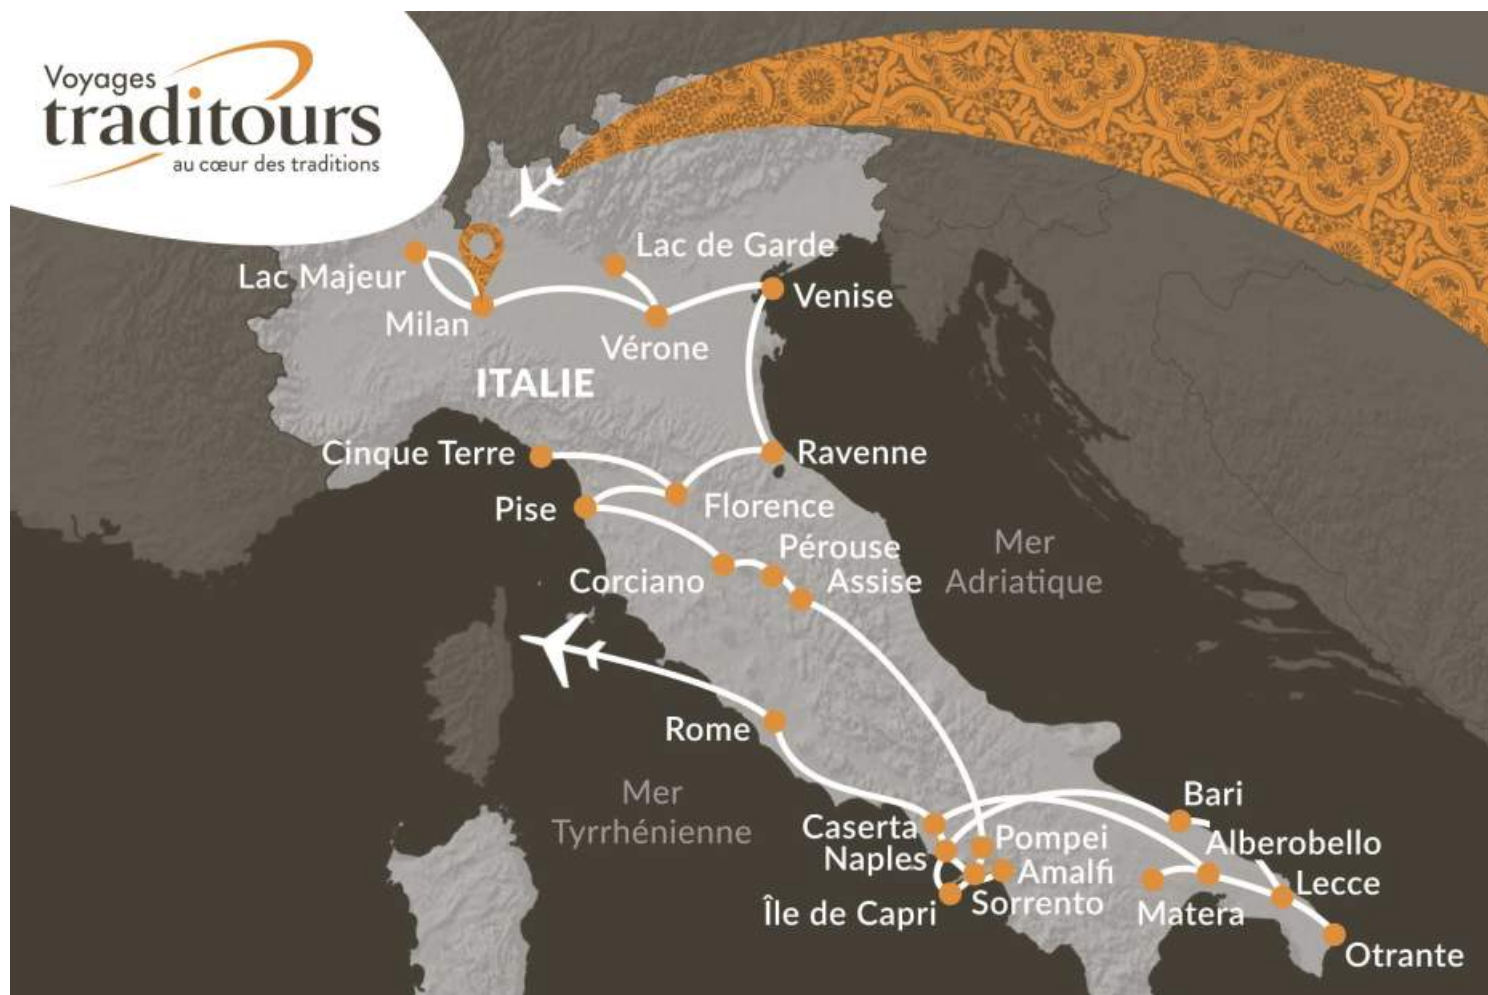 Voyages
traditours
au cœur des traditions
Lac de Garde
Lac Majeur
Venise
Milan
Vérone
ITALIE
Cinque Terre
Ravenne
Pise
Florence
Mer
Adriatique
Pérouse
Corciano
Assise
Rome
Mer
Tyrrhénienne
Bari
Caserta
Pompei
Alberobello
Naples
Amalfi
Lecce
Île de Capri
Sorrento
Matera
Otrante